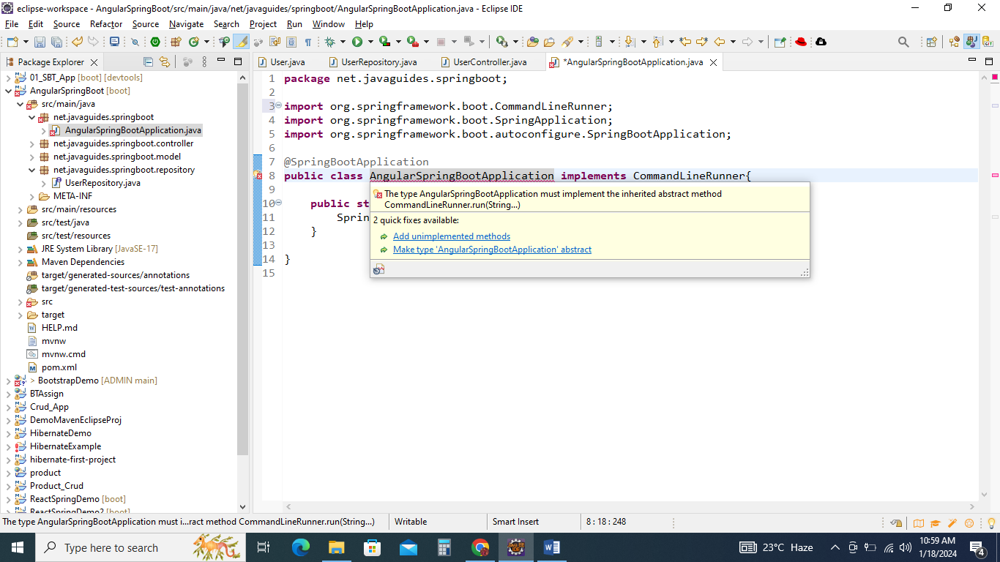 eclipse-workspace - AngularSpringBoot/src/main/java/net/javaguides/springboot/AngularSpringBootApplication.java - Eclipse IDE
File Edit Source Refactor Source Navigate Search Project Run Window Help
Package Explorer
User.java UserRepository.java UserController.java *AngularSpringBootApplication.java
01_SBT_App [boot] [devtools]
AngularSpringBoot [boot]
src/main/java
net.javaguides.springboot
AngularSpringBootApplication.java
net.javaguides.springboot.controller
net.javaguides.springboot.model
net.javaguides.springboot.repository
UserRepository.java
META-INF
src/main/resources
src/test/java
src/test/resources
JRE System Library [JavaSE-17]
Maven Dependencies
target/generated-sources/annotations
target/generated-test-sources/test-annotations
src
target
HELP.md
mvnw
mvnw.cmd
pom.xml
> BootstrapDemo [ADMIN main]
BTAssign
Crud_App
DemoMavenEclipseProj
HibernateDemo
HibernateExample
hibernate-first-project
product
Product_Crud
ReactSpringDemo [boot]
ReactSpringDemo2 [boot]
1 package net.javaguides.springboot;
2
3 import org.springframework.boot.CommandLineRunner;
4 import org.springframework.boot.SpringApplication;
5 import org.springframework.boot.autoconfigure.SpringBootApplication;
6
7 @SpringBootApplication
8 public class AngularSpringBootApplication implements CommandLineRunner{
9
10 public st
11 Sprin
12 }
13
14 }
15
The type AngularSpringBootApplication must implement the inherited abstract method
CommandLineRunner.run(String...)
2 quick fixes available:
Add unimplemented methods
Make type 'AngularSpringBootApplication' abstract
The type AngularSpringBootApplication must i...ract method CommandLineRunner.run(String...) Writable Smart Insert 8 : 18 : 248
Type here to search
23°C Haze
10:59 AM
1/18/2024
4